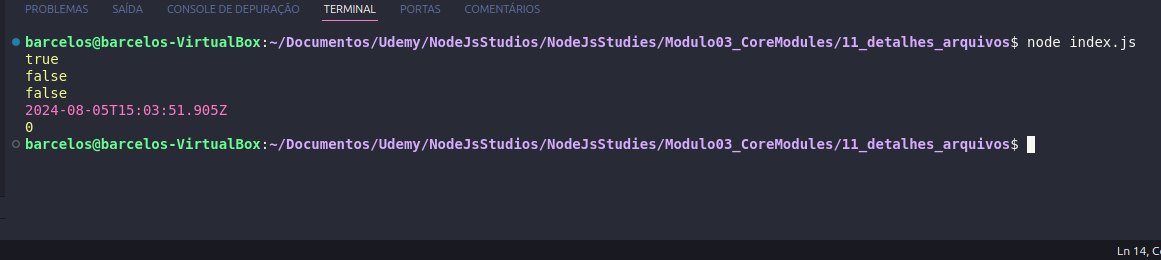 PROBLEMAS SAÍDA CONSOLE DE DEPURAÇÃO TERMINAL PORTAS COMENTÁRIOS
barcelos@barcelos-VirtualBox:~/Documentos/Udemy/NodeJsStudios/NodeJsStudies/Modulo03_CoreModules/11_detalhes_arquivos$ node index.js
true
false
false
2024-08-05T15:03:51.905Z
0
barcelos@barcelos-VirtualBox:~/Documentos/Udemy/NodeJsStudios/NodeJsStudies/Modulo03_CoreModules/11_detalhes_arquivos$
Ln 14, C